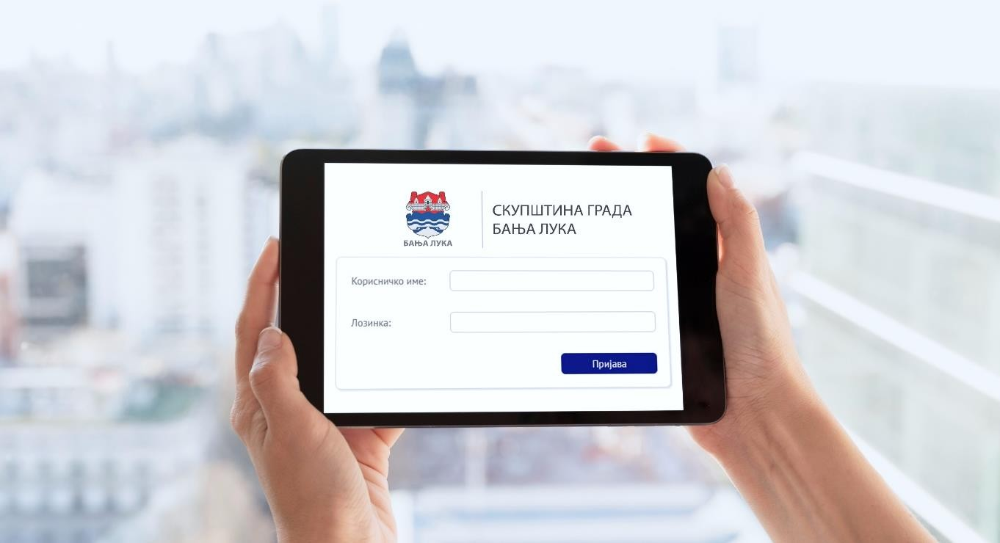 СКУПШТИНА ГРАДА
БАЊА ЛУКА
БАЊА ЛУКА
Корисничко име:
Лозинка:
Пријава